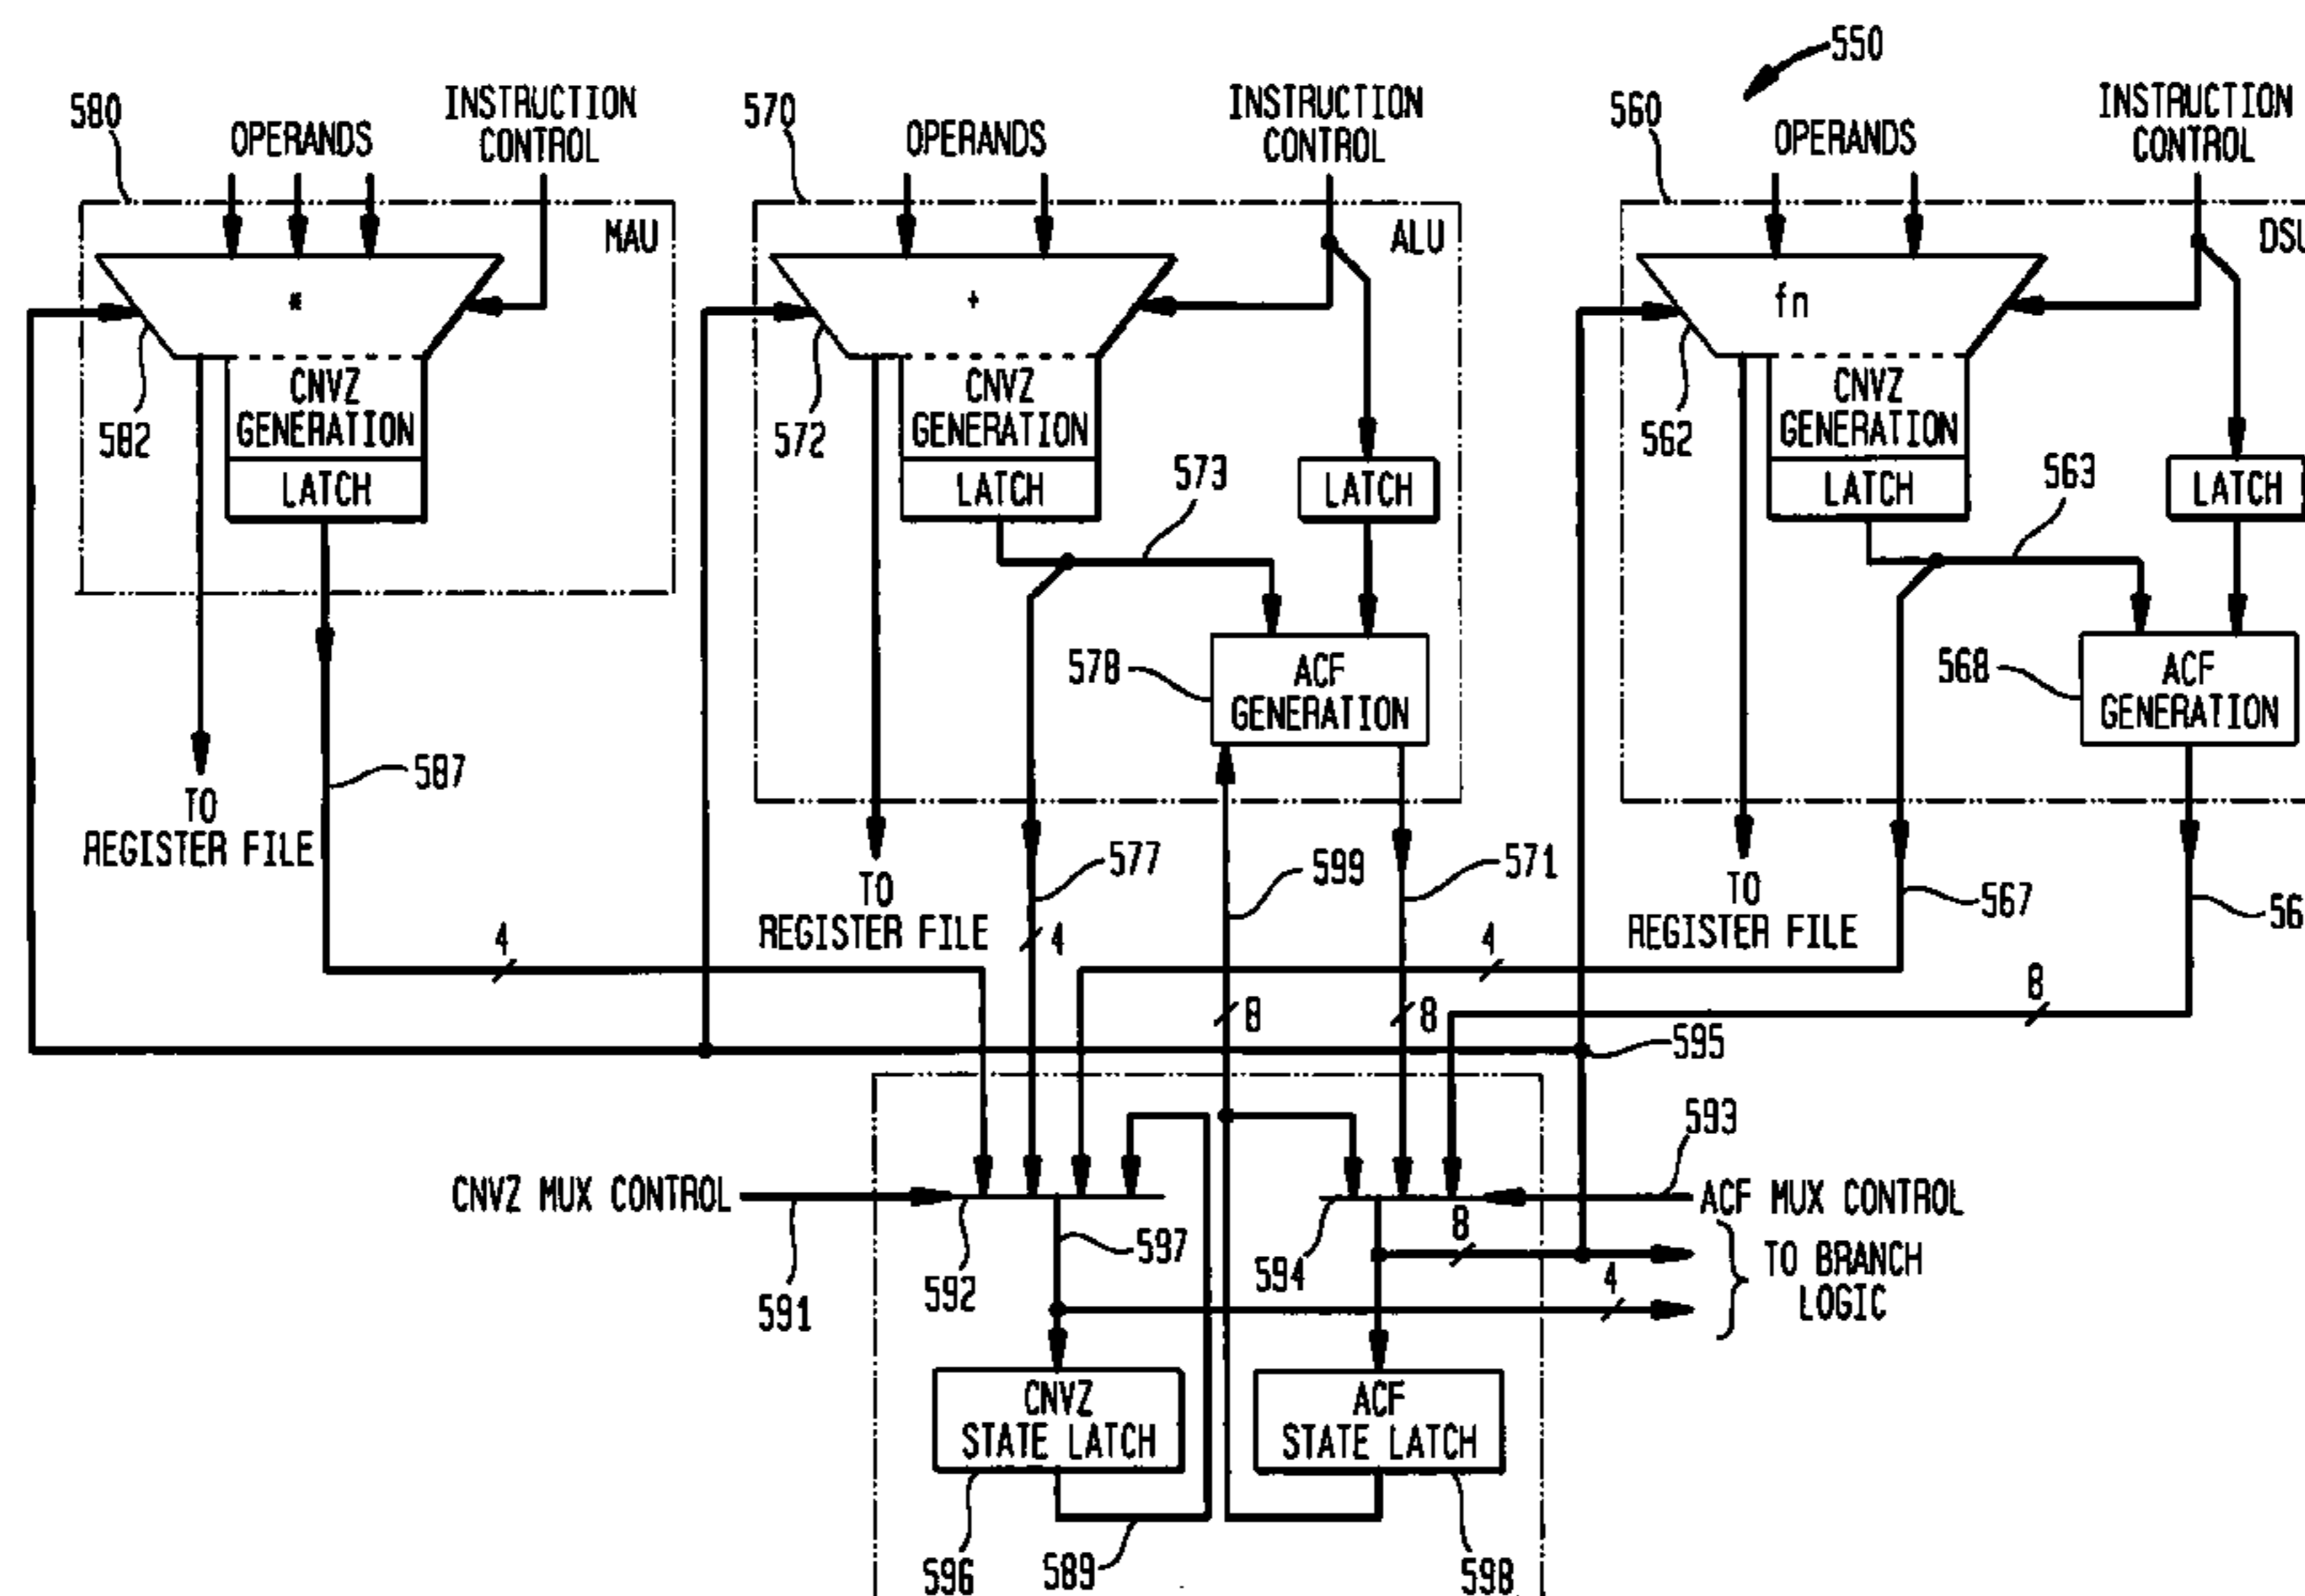 550
580
OPERANDS
INSTRUCTION
CONTROL
570
OPERANDS
INSTRUCTION
CONTROL
560
OPERANDS
INSTRUCTION
CONTROL
MAU
ALU
*
+
fn
CNVZ
GENERATION
LATCH
582
CNVZ
GENERATION
LATCH
572
573
LATCH
CNVZ
GENERATION
LATCH
562
563
LATCH
578
ACF
GENERATION
568
ACF
GENERATION
587
TO
REGISTER FILE
577
599
571
TO
REGISTER FILE
567
TO
REGISTER FILE
4
4
4
8
8
8
595
593
CNVZ MUX CONTROL
ACF MUX CONTROL
591
592
597
594
8
4
TO BRANCH
LOGIC
CNVZ
STATE LATCH
ACF
STATE LATCH
596
589
598